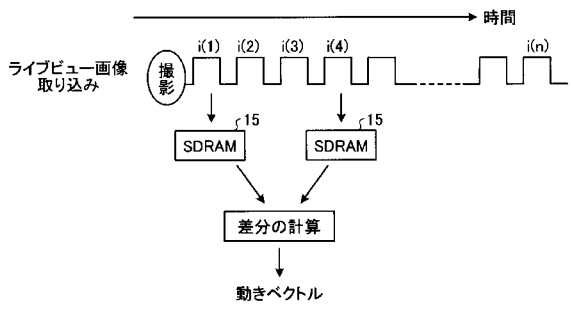 時間
i(1) i(2) i(3) i(4) i(n)
ライブビュー画像
取り込み
撮影
15 15
SDRAM SDRAM
差分の計算
動きベクトル